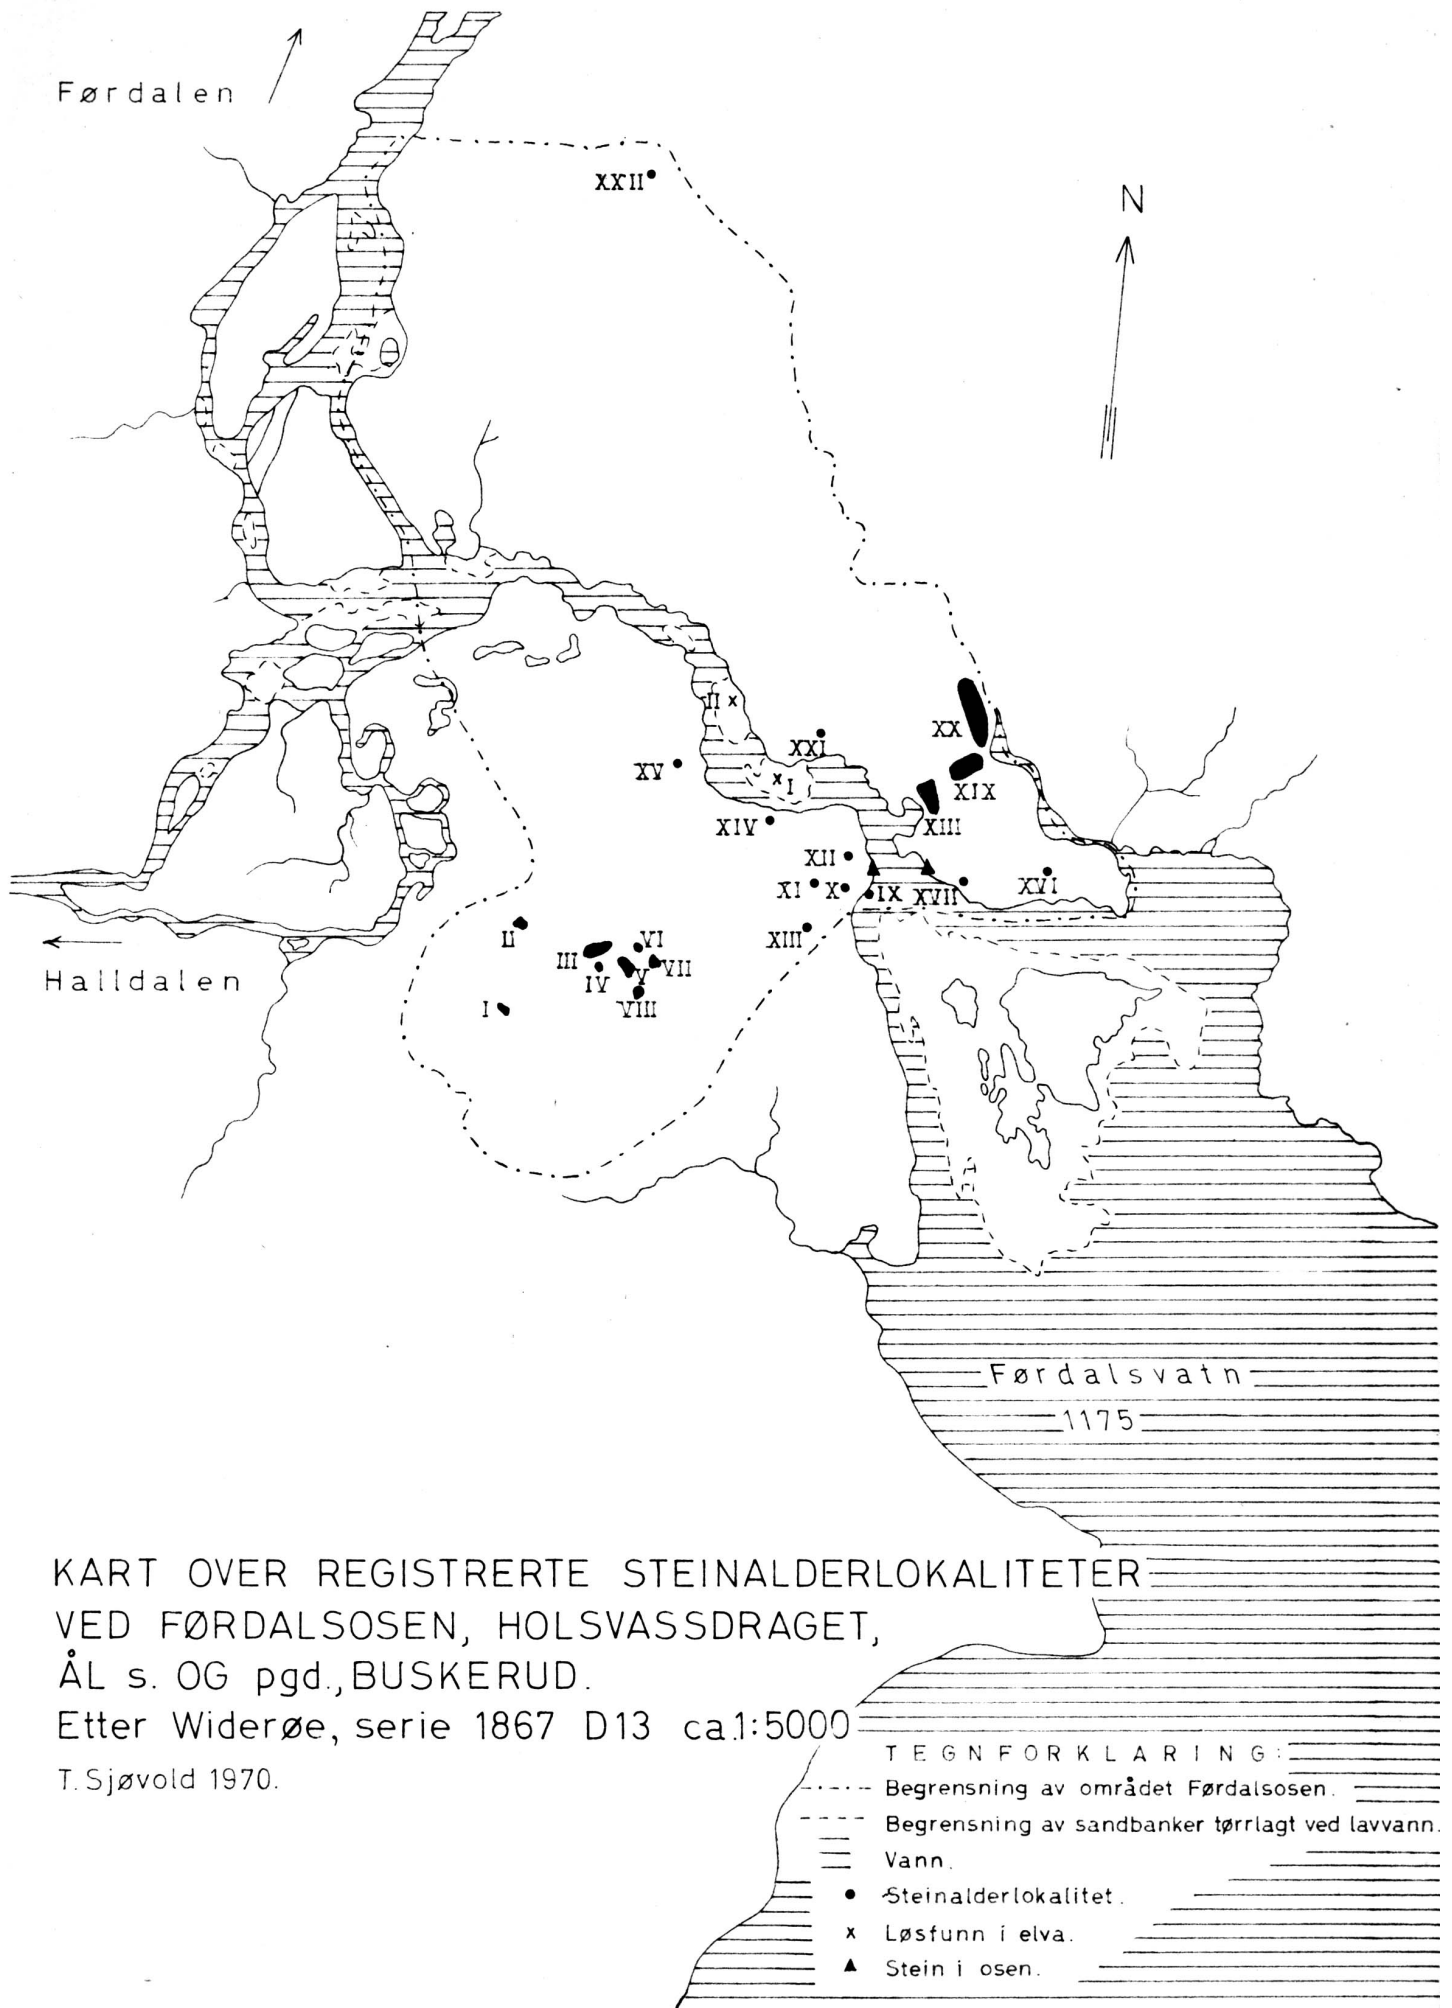 Førdalen
XXII
N
II
XX
XXI
XV
I
XIX
XIV
XIII
XII
XI
X
IX
XVII
XVI
II
XIII
VI
III
VII
IV
V
Halldalen
I
VIII
Førdalsvatn
1175
KART OVER REGISTRERTE STEINALDERLOKALITETER
VED FØRDALSOSEN, HOLSVASSDRAGET,
ÅL s. OG pgd., BUSKERUD.
Etter Widerøe, serie 1867 D13 ca.1:5000
T. Sjøvold 1970.
TEGNFORKLARING:
Begrensning av området Førdalsosen.
Begrensning av sandbanker tørrlagt ved lavvann.
Vann.
Steinalderlokalitet.
Løsfunn i elva.
Stein i osen.